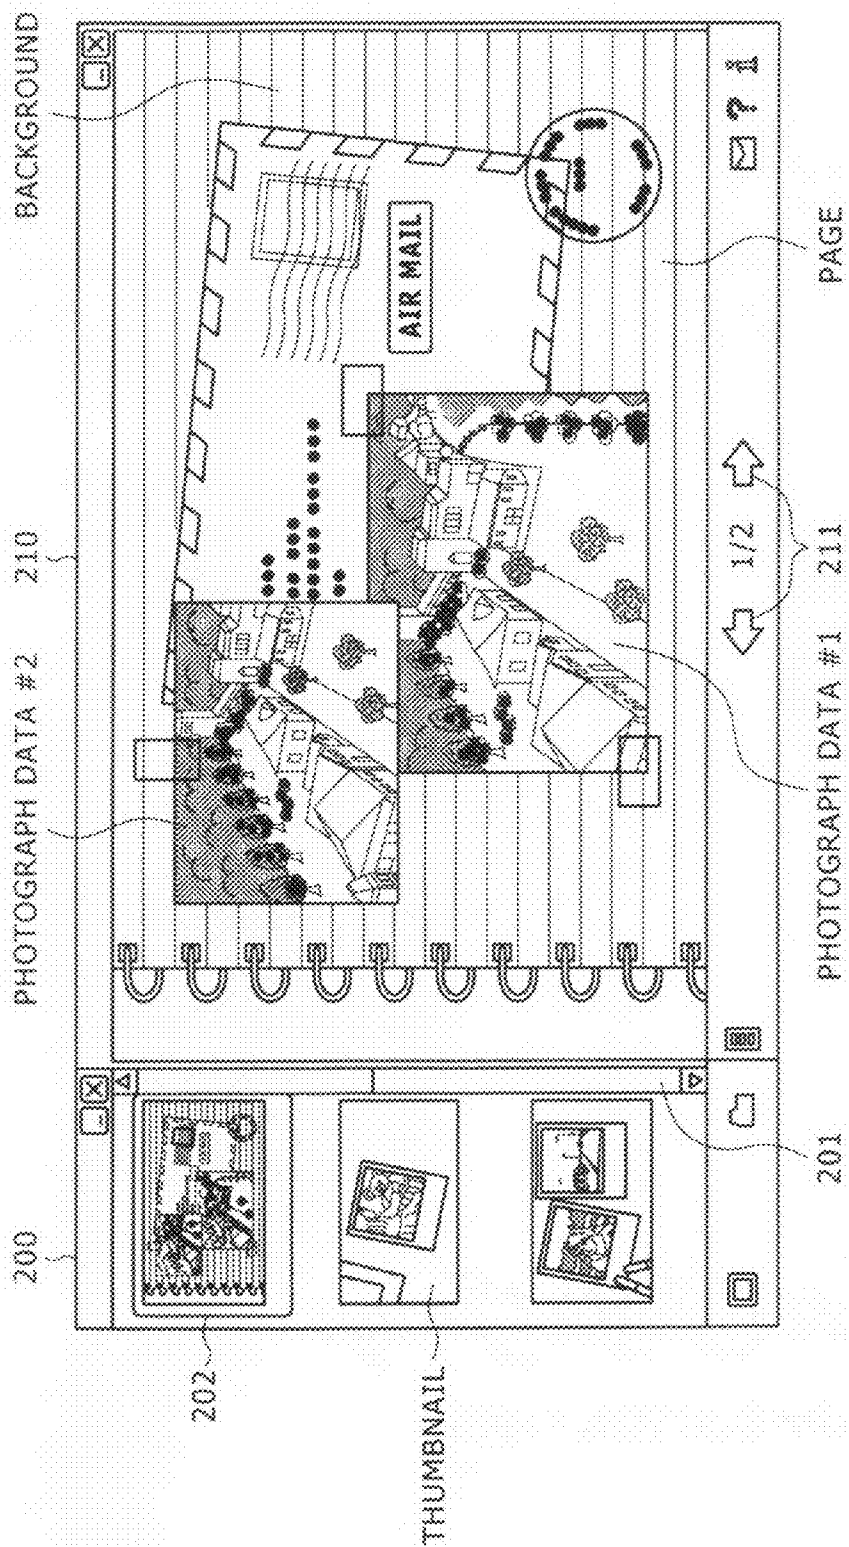 200
210
PHOTOGRAPH DATA #2
BACKGROUND
202
THUMBNAIL
AIR MAIL
1/2
?
i
201
PHOTOGRAPH DATA #1
211
PAGE